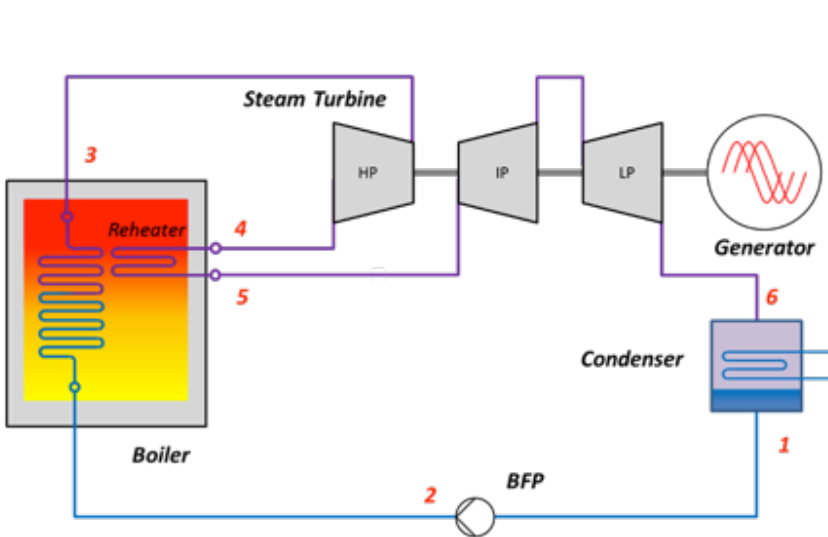 Steam Turbine
3
HP
IP
LP
Reheater
4
Generator
5
6
Condenser
1
Boiler
BFP
2